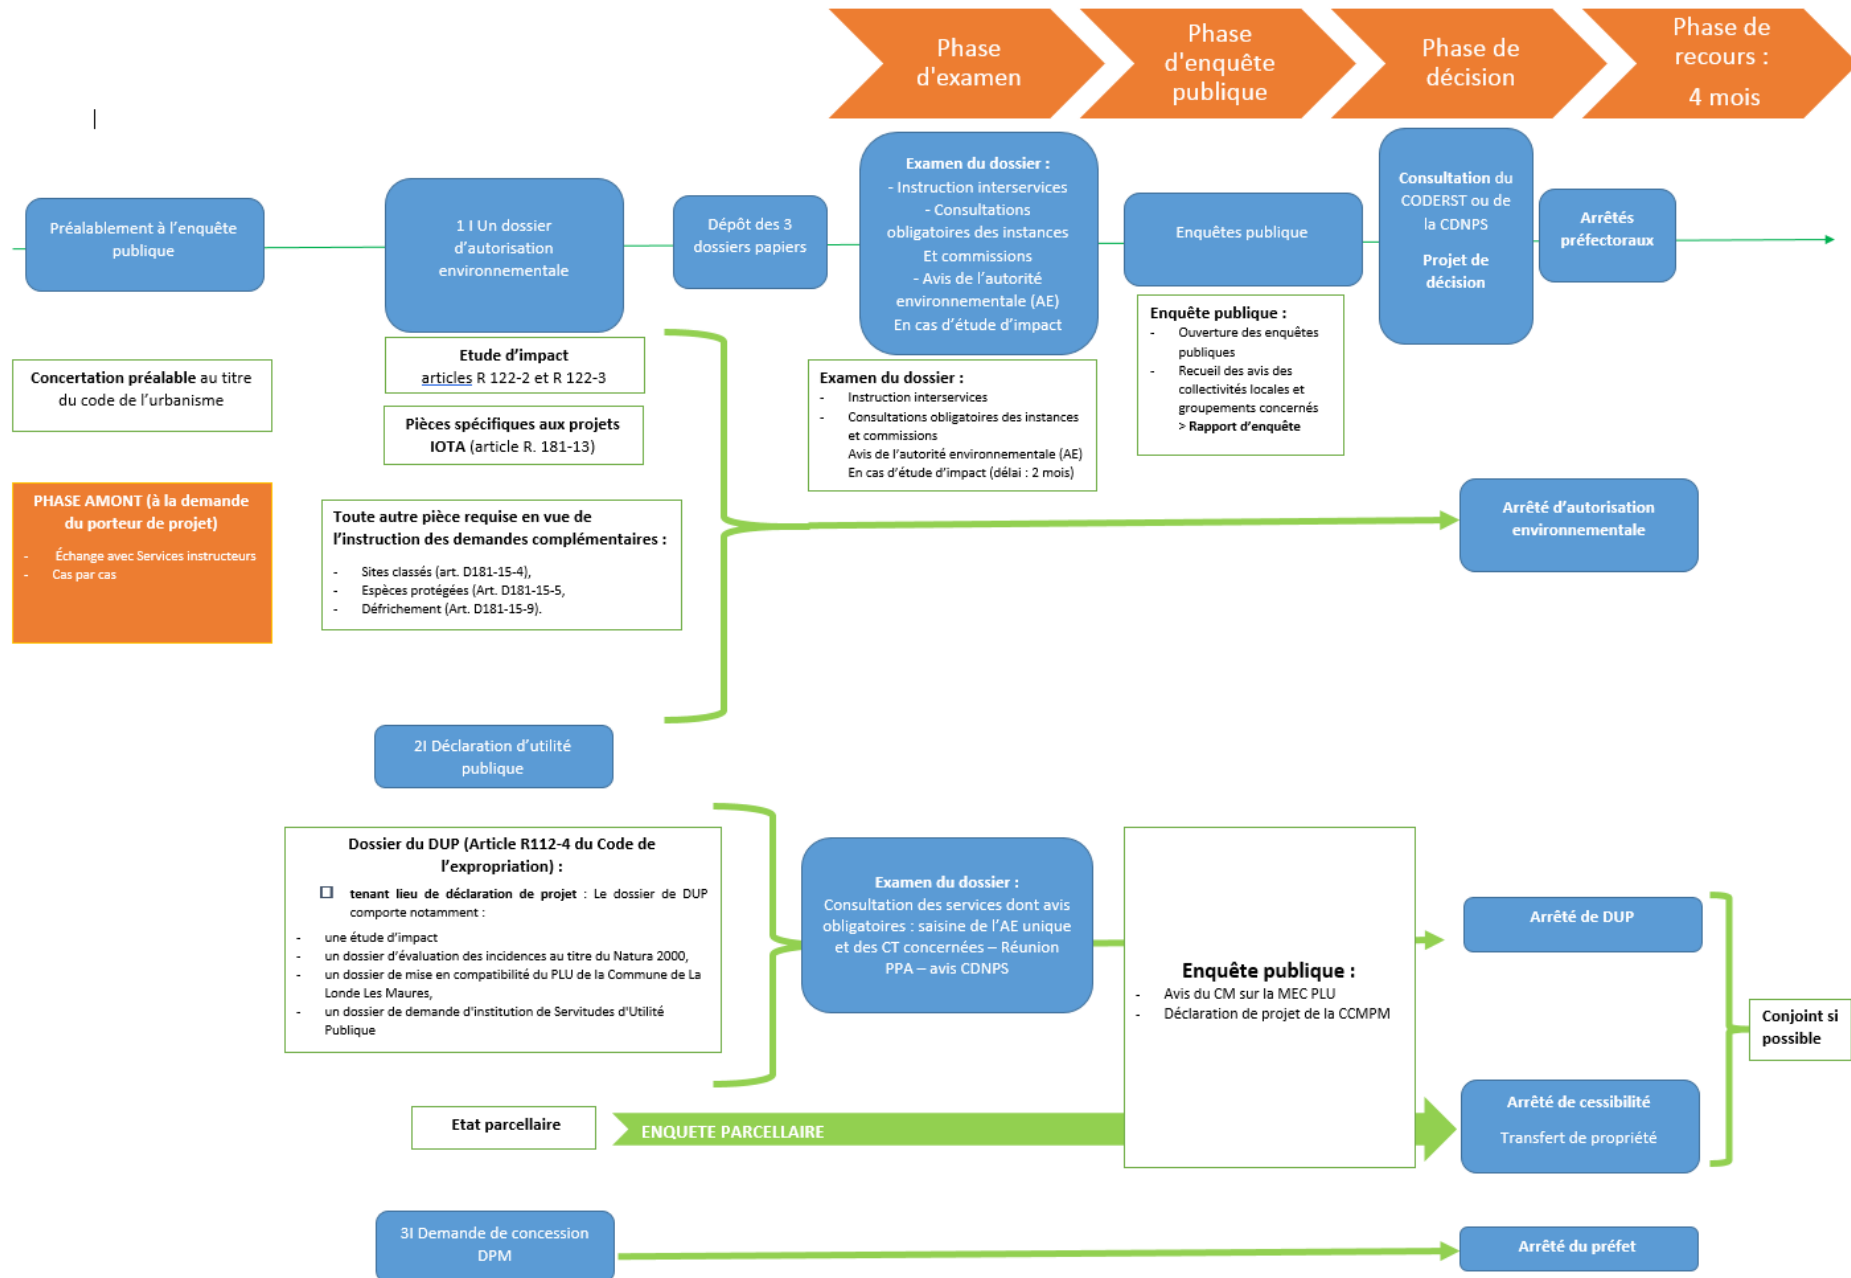 Phase
d'examen
Phase
d'enquête
publique
Phase de
décision
Phase de
recours :
4 mois
Préalablement à l'enquête
publique
1 I Un dossier
d'autorisation
environnementale
Dépôt des 3
dossiers papiers
Examen du dossier :
- Instruction interservices
- Consultations
obligatoires des instances
Et commissions
- Avis de l'autorité
environnementale (AE)
En cas d'étude d'impact
Enquêtes publique
Consultation du
CODERST ou de
la CDNPS
Projet de
décision
Arrêtés
préfectoraux
Concertation préalable au titre
du code de l'urbanisme
Etude d'impact
articles R 122-2 et R 122-3
Pièces spécifiques aux projets
IOTA (article R. 181-13)
Examen du dossier :
- Instruction interservices
- Consultations obligatoires des instances
et commissions
Avis de l'autorité environnementale (AE)
En cas d'étude d'impact (délai : 2 mois)
Enquête publique :
- Ouverture des enquêtes
publiques
- Recueil des avis des
collectivités locales et
groupements concernés
> Rapport d'enquête
PHASE AMONT (à la demande
du porteur de projet)
- Échange avec Services instructeurs
- Cas par cas
Toute autre pièce requise en vue de
l'instruction des demandes complémentaires :
- Sites classés (art. D181-15-4),
- Espèces protégées (Art. D181-15-5,
- Défrichement (Art. D181-15-9).
Arrêté d'autorisation
environnementale
2I Déclaration d'utilité
publique
Dossier du DUP (Article R112-4 du Code de
l'expropriation) :
tenant lieu de déclaration de projet : Le dossier de DUP
comporte notamment :
- une étude d'impact
- un dossier d'évaluation des incidences au titre du Natura 2000,
- un dossier de mise en compatibilité du PLU de la Commune de La
Londe Les Maures,
- un dossier de demande d'institution de Servitudes d'Utilité
Publique
Examen du dossier :
Consultation des services dont avis
obligatoires : saisine de l'AE unique
et des CT concernées – Réunion
PPA – avis CDNPS
Enquête publique :
- Avis du CM sur la MEC PLU
- Déclaration de projet de la CCMPM
Arrêté de DUP
Conjoint si
possible
Etat parcellaire
ENQUETE PARCELLAIRE
Arrêté de cessibilité
Transfert de propriété
3I Demande de concession
DPM
Arrêté du préfet